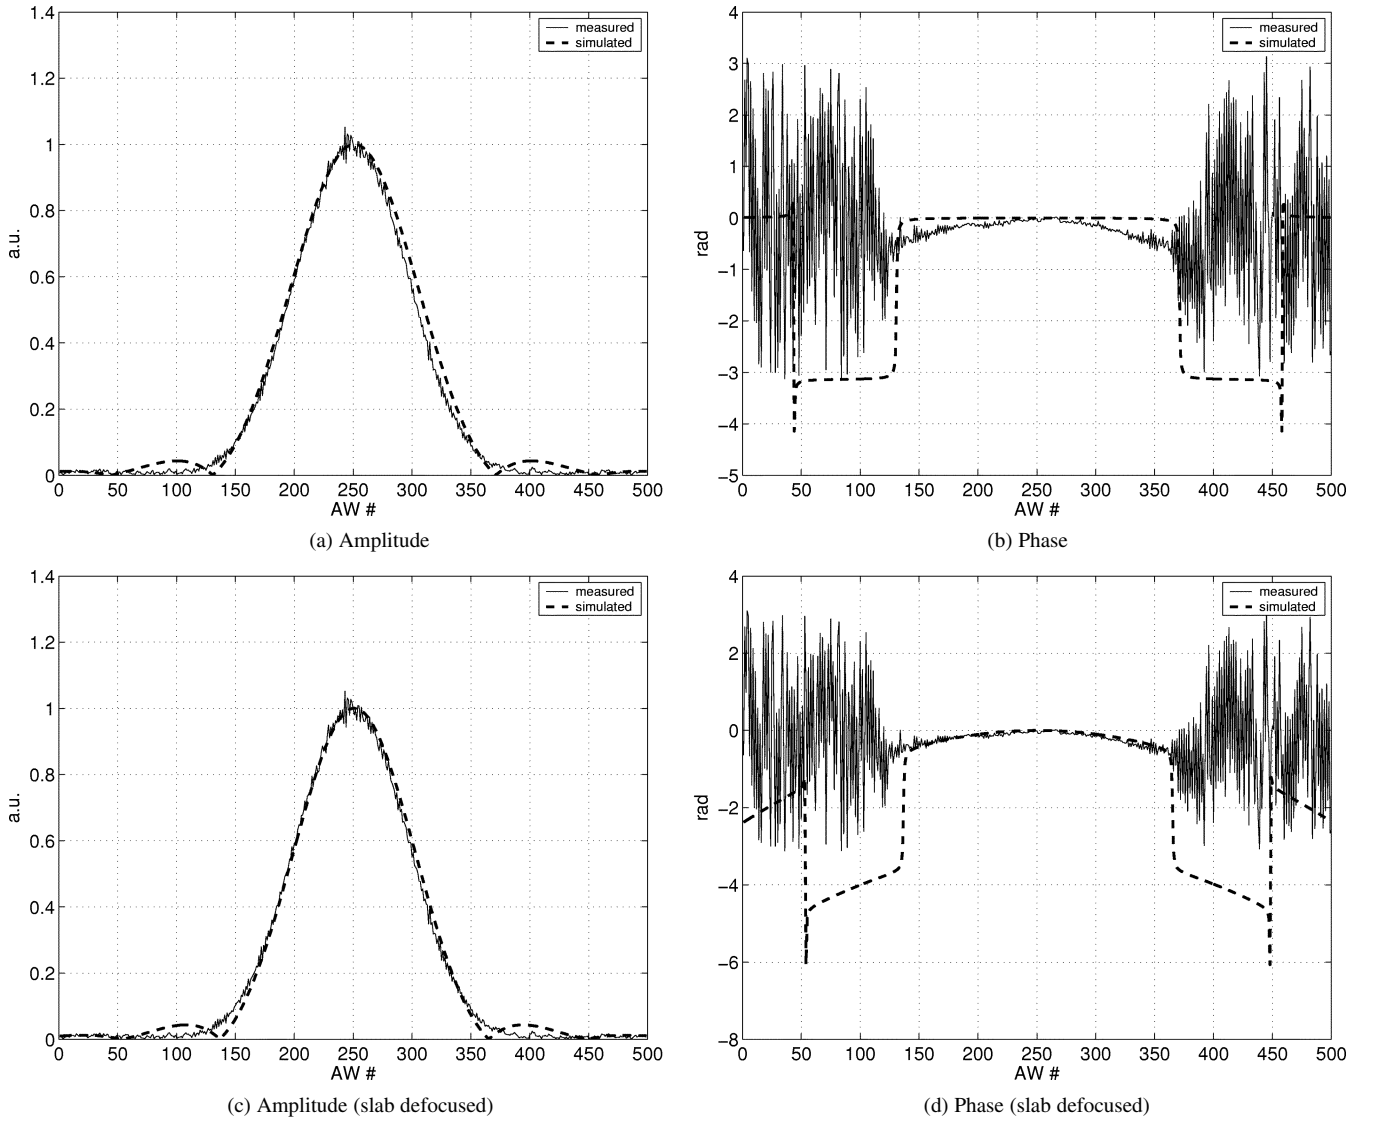 1.4
1.2
1
0.8
0.6
0.4
0.2
0
a.u.
measured
simulated
0 50 100 150 200 250 300 350 400 450 500
AW #
(a) Amplitude
4
3
2
1
0
−1
−2
−3
−4
−5
rad
measured
simulated
0 50 100 150 200 250 300 350 400 450 500
AW #
(b) Phase
1.4
1.2
1
0.8
0.6
0.4
0.2
0
a.u.
measured
simulated
0 50 100 150 200 250 300 350 400 450 500
AW #
(c) Amplitude (slab defocused)
4
2
0
−2
−4
−6
−8
rad
measured
simulated
0 50 100 150 200 250 300 350 400 450 500
AW #
(d) Phase (slab defocused)